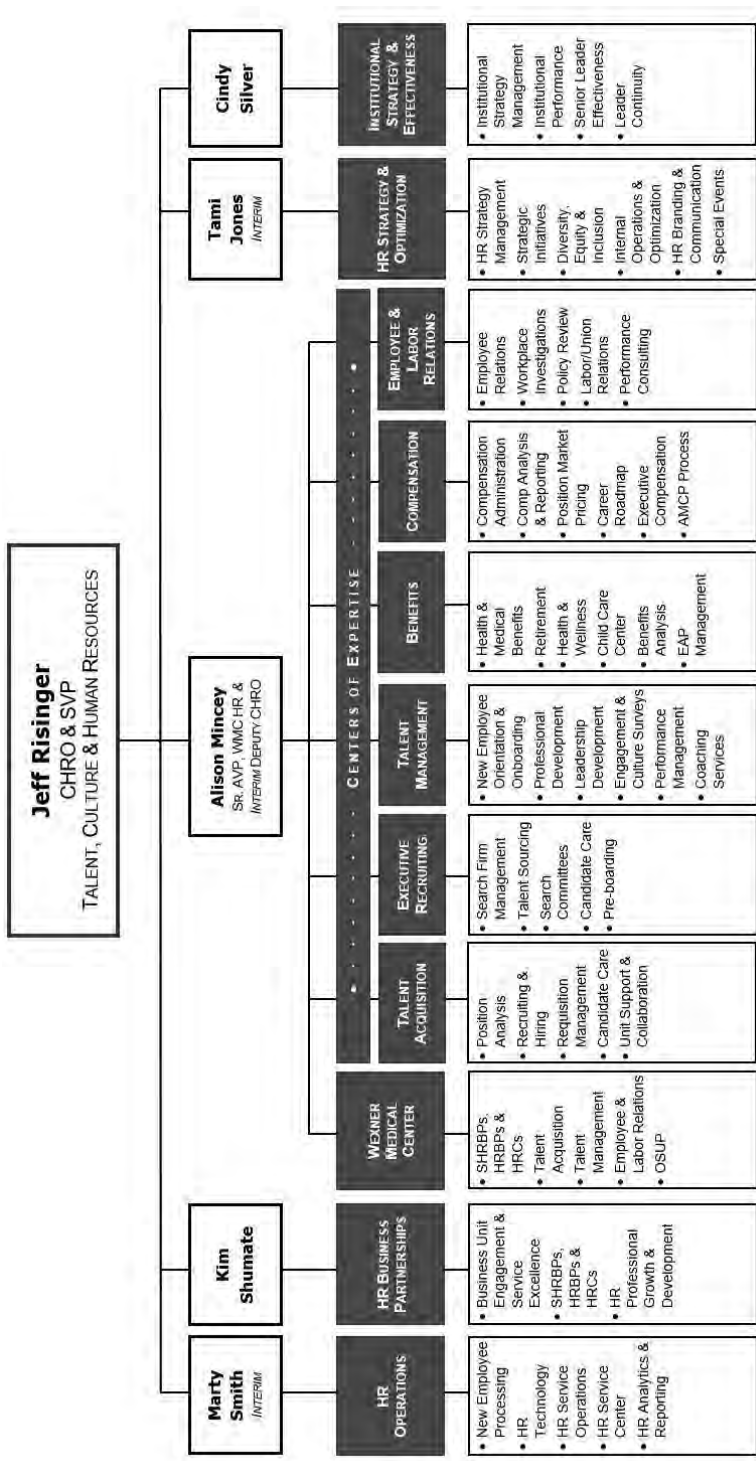 Jeff Risinger
CHRO & SVP
TALENT, CULTURE & HUMAN RESOURCES
Marty
Smith
INTERIM
Kim
Shumate
Alison Mincey
SR. AVP, WMC HR &
INTERIM DEPUTY CHRO
Tami
Jones
INTERIM
Cindy
Silver
HR
OPERATIONS
HR BUSINESS
PARTNERSHIPS
WEXNER
MEDICAL
CENTER
CENTERS OF EXPERTISE
TALENT
ACQUISITION
EXECUTIVE
RECRUITING
TALENT
MANAGEMENT
BENEFITS
COMPENSATION
EMPLOYEE &
LABOR
RELATIONS
HR STRATEGY &
OPTIMIZATION
INSTITUTIONAL
STRATEGY &
EFFECTIVENESS
• New Employee
Processing
• HR
Technology
• HR Service
Operations
• HR Service
Center
• HR Analytics &
Reporting
• Business Unit
Engagement &
Service
Excellence
• SHRBPs,
HRBPs &
HRCs
• HR
Professional
Growth &
Development
• SHRBPs,
HRBPs &
HRCs
• Talent
Acquisition
• Talent
Management
• Employee &
Labor Relations
• OSUP
• Position
Analysis
• Recruiting &
Hiring
• Requisition
Management
• Candidate Care
• Unit Support &
Collaboration
• Search Firm
Management
• Talent Sourcing
• Search
Committees
• Candidate Care
• Pre-boarding
• New Employee
Orientation &
Onboarding
• Professional
Development
• Leadership
Development
• Engagement &
Culture Surveys
• Performance
Management
• Coaching
Services
• Health &
Medical
Benefits
• Retirement
• Health &
Wellness
• Child Care
Center
• Benefits
Analysis
• EAP
Management
• Compensation
Administration
• Comp Analysis
& Reporting
• Position Market
Pricing
• Career
Roadmap
• Executive
Compensation
• AMCP Process
• Employee
Relations
• Workplace
Investigations
• Policy Review
• Labor/Union
Relations
• Performance
Consulting
• HR Strategy
Management
• Strategic
Initiatives
• Diversity,
Equity &
Inclusion
• Internal
Operations &
Optimization
• HR Branding &
Communication
• Special Events
• Institutional
Strategy
Management
• Institutional
Performance
• Senior Leader
Effectiveness
• Leader
Continuity